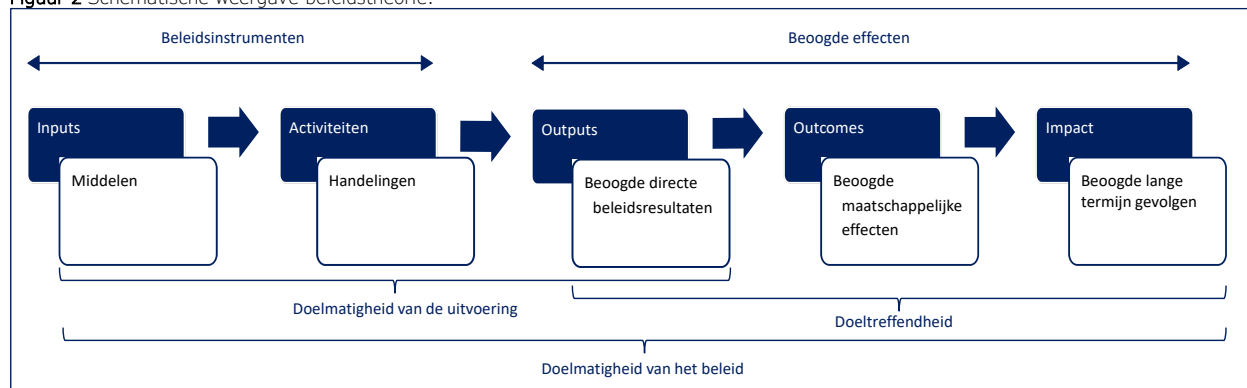 Figuur 2 Schematische weergave beleidstheorie.
Beleidsinstrumenten
Beoogde effecten
Inputs
Middelen
Activiteiten
Handelingen
Outputs
Beoogde directe
beleidsresultaten
Outcomes
Beoogde
maatschappelijke
effecten
Impact
Beoogde lange
termijn gevolgen
Doelmatigheid van de uitvoering
Doeltreffendheid
Doelmatigheid van het beleid